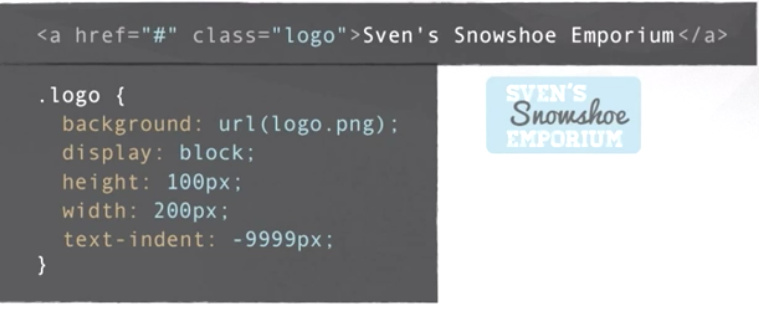 <a href="#" class="logo">Sven's Snowshoe Emporium</a>
.logo {
background: url(logo.png);
display: block;
height: 100px;
width: 200px;
text-indent: -9999px;
}
SVEN'S
Snowshoe
EMPORIUM